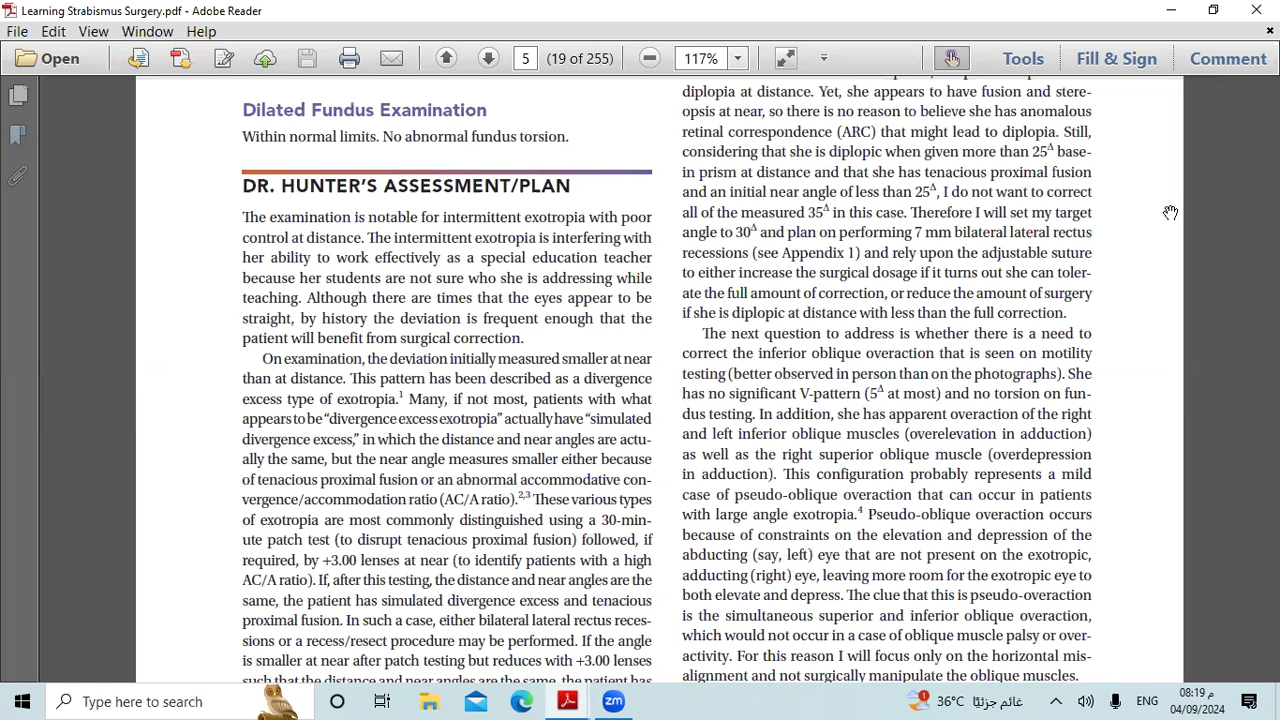 Learning Strabismus Surgery.pdf - Adobe Reader
File Edit View Window Help
Open 5 (19 of 255) 117% Tools Fill & Sign Comment
Dilated Fundus Examination
Within normal limits. No abnormal fundus torsion.
DR. HUNTER'S ASSESSMENT/PLAN
The examination is notable for intermittent exotropia with poor
control at distance. The intermittent exotropia is interfering with
her ability to work effectively as a special education teacher
because her students are not sure who she is addressing while
teaching. Although there are times that the eyes appear to be
straight, by history the deviation is frequent enough that the
patient will benefit from surgical correction.
On examination, the deviation initially measured smaller at near
than at distance. This pattern has been described as a divergence
excess type of exotropia.1 Many, if not most, patients with what
appears to be “divergence excess exotropia” actually have “simulated
divergence excess,” in which the distance and near angles are actu-
ally the same, but the near angle measures smaller either because
of tenacious proximal fusion or an abnormal accommodative con-
vergence/accommodation ratio (AC/A ratio).2,3 These various types
of exotropia are most commonly distinguished using a 30-min-
ute patch test (to disrupt tenacious proximal fusion) followed, if
required, by +3.00 lenses at near (to identify patients with a high
AC/A ratio). If, after this testing, the distance and near angles are the
same, the patient has simulated divergence excess and tenacious
proximal fusion. In such a case, either bilateral lateral rectus reces-
sions or a recess/resect procedure may be performed. If the angle
is smaller at near after patch testing but reduces with +3.00 lenses
such that the distance and near angles are the same, the patient has
diplopia at distance. Yet, she appears to have fusion and stere-
opsis at near, so there is no reason to believe she has anomalous
retinal correspondence (ARC) that might lead to diplopia. Still,
considering that she is diplopic when given more than 25Δ base-
in prism at distance and that she has tenacious proximal fusion
and an initial near angle of less than 25Δ, I do not want to correct
all of the measured 35Δ in this case. Therefore I will set my target
angle to 30Δ and plan on performing 7 mm bilateral lateral rectus
recessions (see Appendix 1) and rely upon the adjustable suture
to either increase the surgical dosage if it turns out she can toler-
ate the full amount of correction, or reduce the amount of surgery
if she is diplopic at distance with less than the full correction.
The next question to address is whether there is a need to
correct the inferior oblique overaction that is seen on motility
testing (better observed in person than on the photographs). She
has no significant V-pattern (5Δ at most) and no torsion on fun-
dus testing. In addition, she has apparent overaction of the right
and left inferior oblique muscles (overelevation in adduction)
as well as the right superior oblique muscle (overdepression
in adduction). This configuration probably represents a mild
case of pseudo-oblique overaction that can occur in patients
with large angle exotropia.4 Pseudo-oblique overaction occurs
because of constraints on the elevation and depression of the
abducting (say, left) eye that are not present on the exotropic,
adducting (right) eye, leaving more room for the exotropic eye to
both elevate and depress. The clue that this is pseudo-overaction
is the simultaneous superior and inferior oblique overaction,
which would not occur in a case of oblique muscle palsy or over-
activity. For this reason I will focus only on the horizontal mis-
alignment and not surgically manipulate the oblique muscles.
Type here to search
zm
1 36°C غائم جزئيًا ENG 08:19 م
04/09/2024